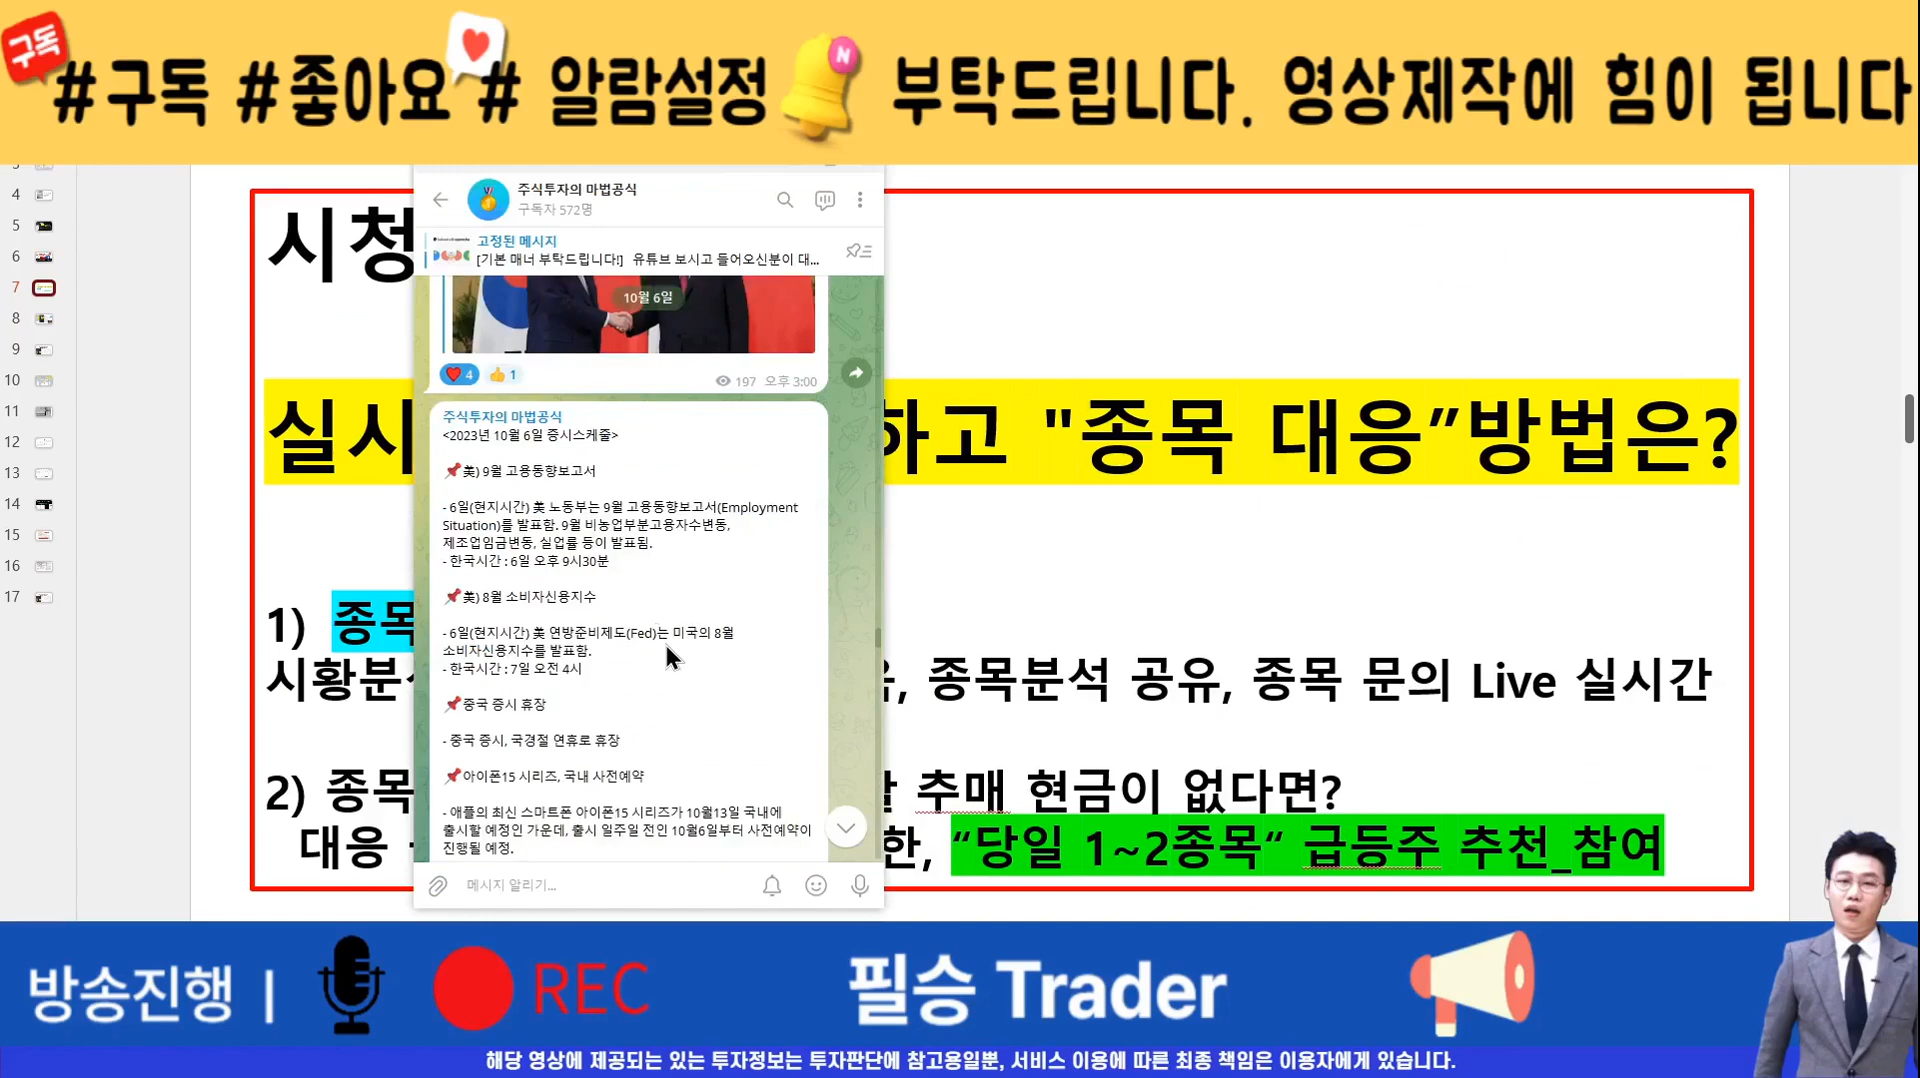 구독
#구독 #좋아요 # 알람설정 N 부탁드립니다. 영상제작에 힘이 됩니다
4
5
6
7
8
9
10
11
12
13
14
15
16
17
시청
실시
하고 "종목 대응”방법은?
1) 종목
시황분
, 종목분석 공유, 종목 문의 Live 실시간
2) 종목
추매 현금이 없다면?
대응
한, “당일 1~2종목“ 급등주 추천_참여
주식투자의 마법공식
구독자 572명
고정된 메시지
[기본 매너 부탁드립니다!] 유튜브 보시고 들어오신분이 대...
10월 6일
4
1
197 오후 3:00
주식투자의 마법공식
<2023년 10월 6일 증시스케줄>
📌美) 9월 고용동향보고서
- 6일(현지시간) 美 노동부는 9월 고용동향보고서(Employment
Situation)를 발표함. 9월 비농업부분고용자수변동,
제조업임금변동, 실업률 등이 발표됨.
- 한국시간 : 6일 오후 9시30분
📌美) 8월 소비자신용지수
- 6일(현지시간) 美 연방준비제도(Fed)는 미국의 8월
소비자신용지수를 발표함.
- 한국시간 : 7일 오전 4시
📌중국 증시 휴장
- 중국 증시, 국경절 연휴로 휴장
📌아이폰15 시리즈, 국내 사전예약
- 애플의 최신 스마트폰 아이폰15 시리즈가 10월13일 국내에
출시할 예정인 가운데, 출시 일주일 전인 10월6일부터 사전예약이
진행될 예정.
메시지 알리기...
방송진행 |
REC
필승 Trader
해당 영상에 제공되는 있는 투자정보는 투자판단에 참고용일뿐, 서비스 이용에 따른 최종 책임은 이용자에게 있습니다.